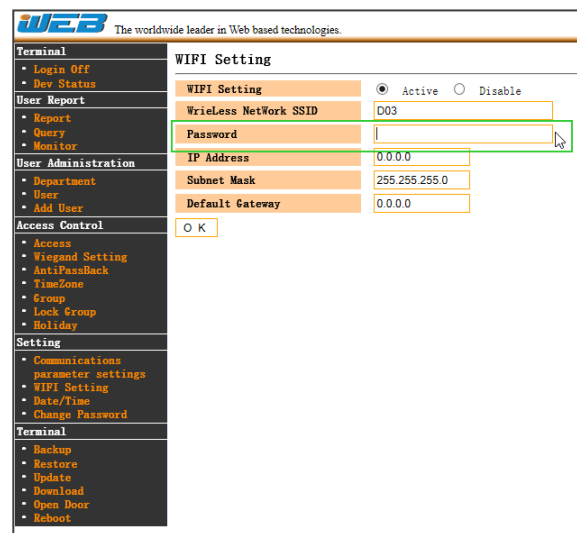 iWEB The worldwide leader in Web based technologies.
Terminal
Login Off
Dev Status
User Report
Report
Query
Monitor
User Administration
Department
User
Add User
Access Control
Access
Wiegand Setting
AntiPassBack
TimeZone
Group
Lock Group
Holiday
Setting
Communications
parameter settings
WIFI Setting
Date/Time
Change Password
Terminal
Backup
Restore
Update
Download
Open Door
Reboot
WIFI Setting
WIFI Setting Active Disable
WrieLess NetWork SSID D03
Password
IP Address 0.0.0.0
Subnet Mask 255.255.255.0
Default Gateway 0.0.0.0
O K